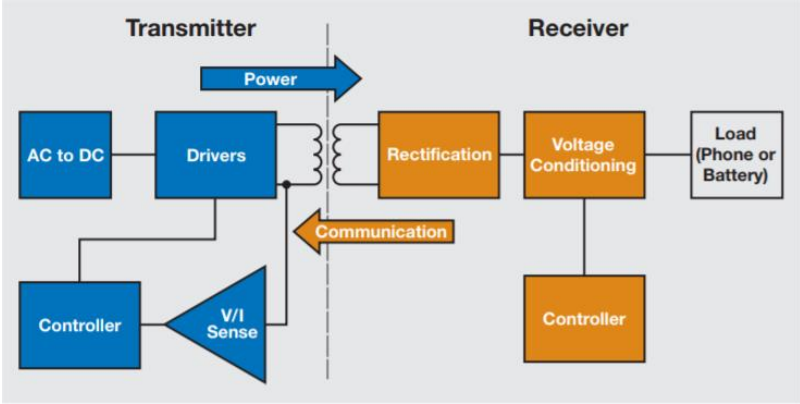 Transmitter
Receiver
Power
AC to DC
Drivers
Rectification
Voltage
Conditioning
Load
(Phone or
Battery)
Communication
Controller
V/I
Sense
Controller